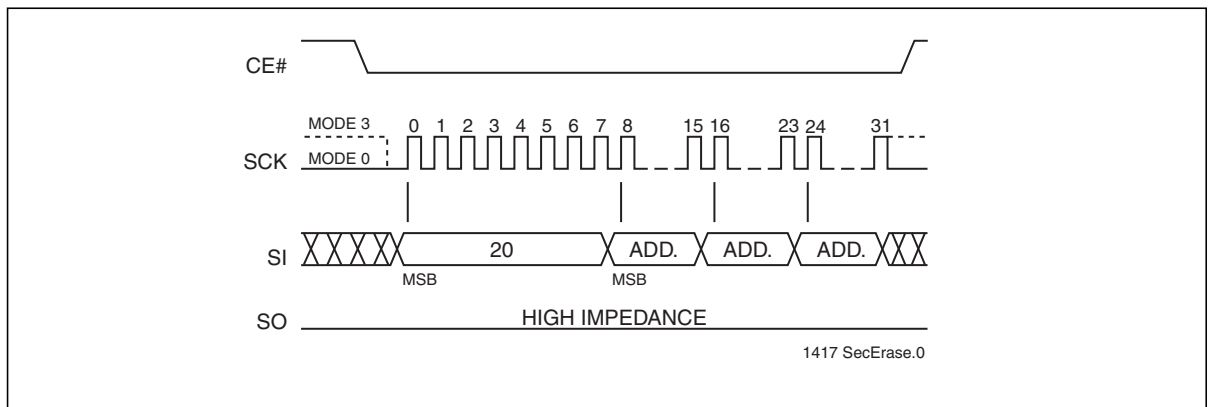 CE#
MODE 3
0 1 2 3 4 5 6 7 8 15 16 23 24 31
SCK
MODE 0
SI
20 ADD. ADD. ADD.
MSB MSB
SO
HIGH IMPEDANCE
1417 SecErase.0